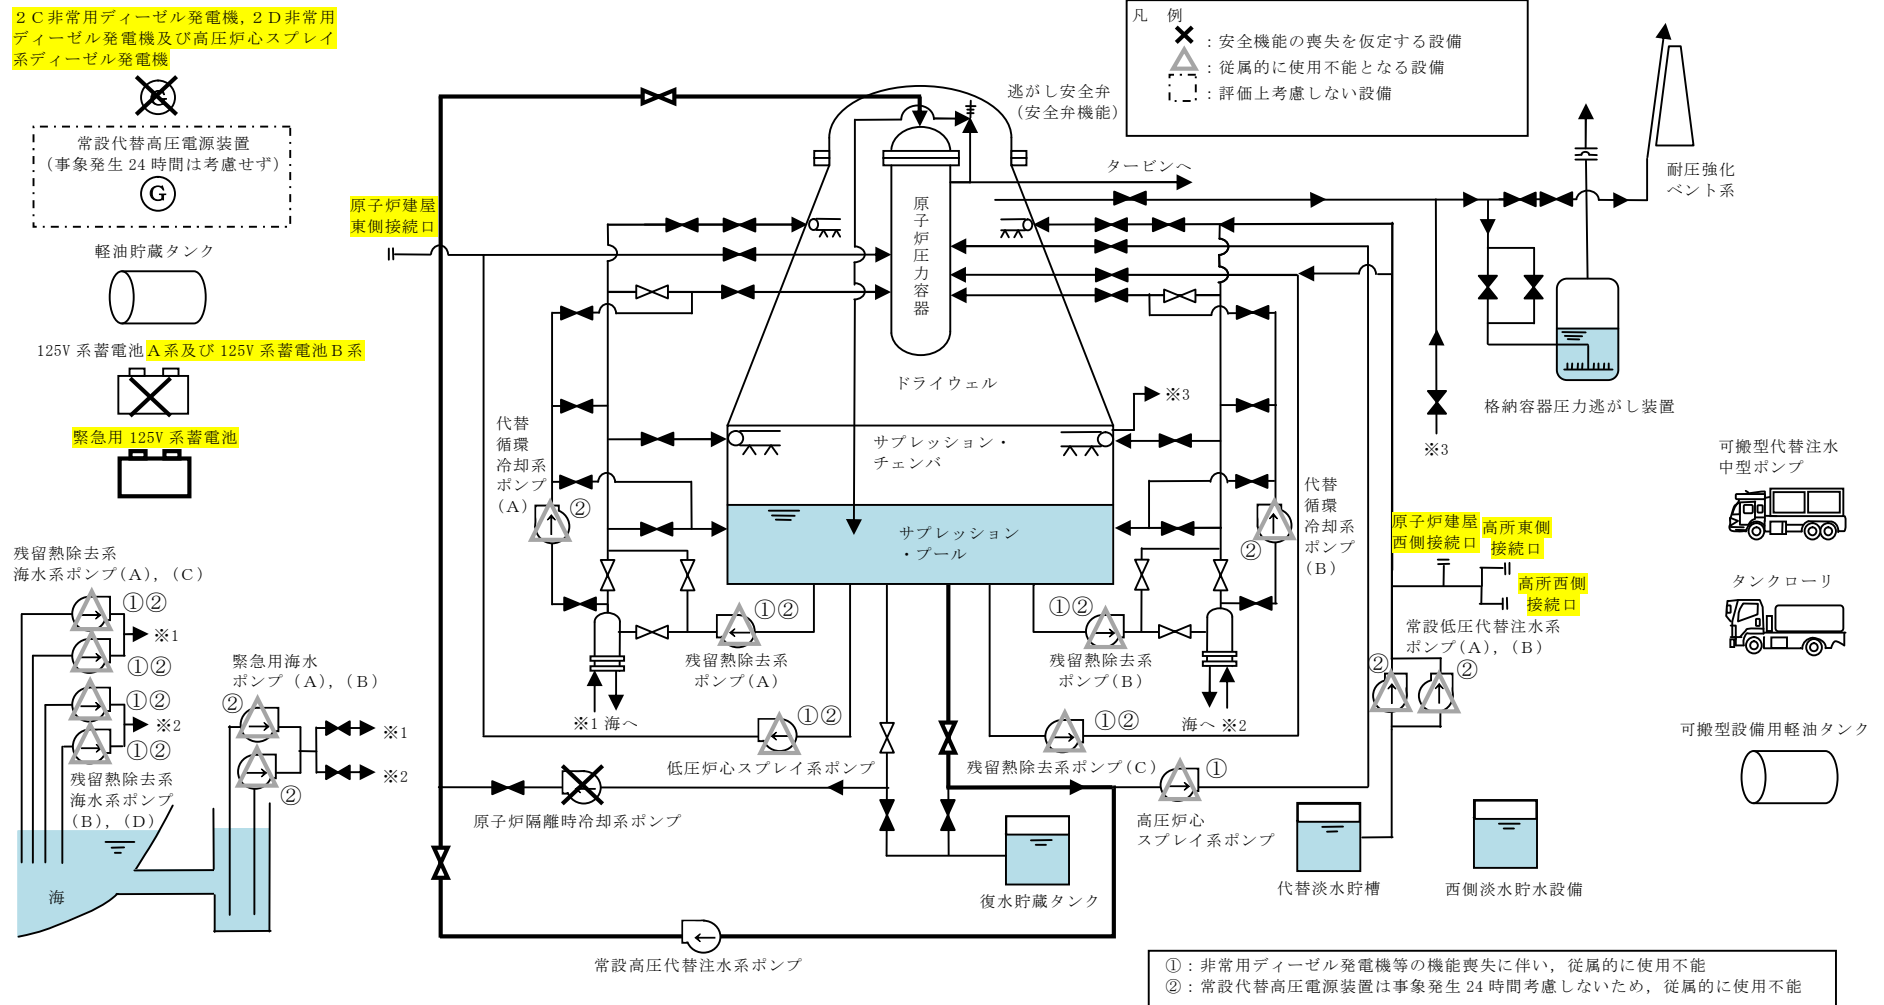 ２Ｃ非常用ディーゼル発電機，２Ｄ非常用
ディーゼル発電機及び高圧炉心スプレイ
系ディーゼル発電機
G
常設代替高圧電源装置
（事象発生 24 時間は考慮せず）
G
軽油貯蔵タンク
125V 系蓄電池Ａ系及び 125V 系蓄電池Ｂ系
緊急用 125V 系蓄電池
残留熱除去系
海水系ポンプ(A)，(C)
①②
※1
①②
①②
※2
①②
残留熱除去系
海水系ポンプ
(B)，(D)
海
緊急用海水
ポンプ（A），（B）
②
②
※1
※2
原子炉建屋
東側接続口
代替
循環
冷却系
ポンプ
(A)
②
凡　例
：安全機能の喪失を仮定する設備
：従属的に使用不能となる設備
：評価上考慮しない設備
逃がし安全弁
（安全弁機能）
タービンへ
原子炉圧力容器
ドライウェル
サプレッション・
チェンバ
サプレッション
・プール
※3
耐圧強化
ベント系
格納容器圧力逃がし装置
※3
代替
循環
冷却系
ポンプ
(B)
②
①②
残留熱除去系
ポンプ(A)
※1 海へ
①②
残留熱除去系
ポンプ(B)
海へ ※2
①②
低圧炉心スプレイ系ポンプ
①②
残留熱除去系ポンプ(C)
原子炉隔離時冷却系ポンプ
①
高圧炉心
スプレイ系ポンプ
復水貯蔵タンク
常設高圧代替注水系ポンプ
原子炉建屋
西側接続口
高所東側
接続口
高所西側
接続口
常設低圧代替注水系
ポンプ(A)，(B)
②
②
代替淡水貯槽
西側淡水貯水設備
可搬型代替注水
中型ポンプ
タンクローリ
可搬型設備用軽油タンク
①：非常用ディーゼル発電機等の機能喪失に伴い，従属的に使用不能
②：常設代替高圧電源装置は事象発生 24 時間考慮しないため，従属的に使用不能